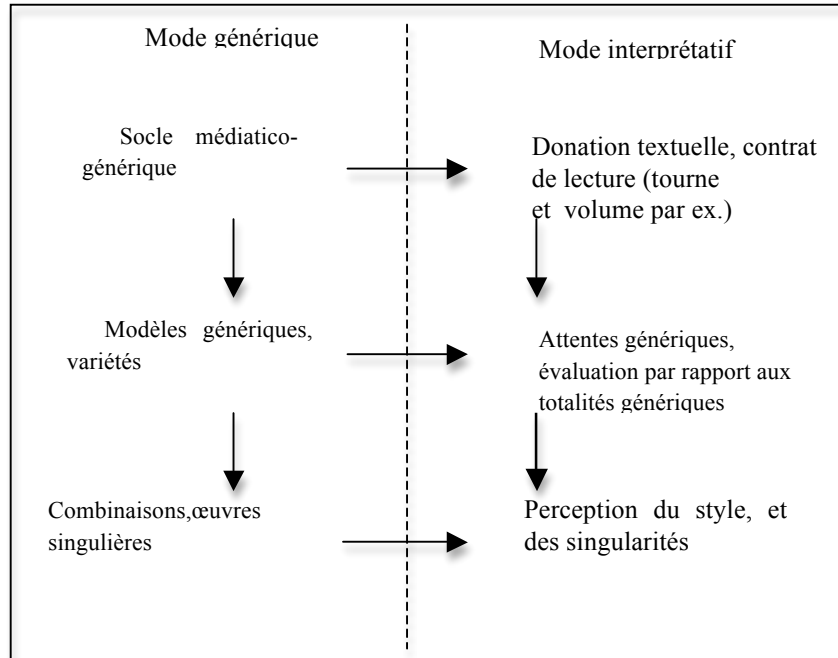 Mode générique
Mode interprétatif
Socle médiatico-
générique
Donation textuelle, contrat
de lecture (tourne
et volume par ex.)
Modèles génériques,
variétés
Attentes génériques,
évaluation par rapport aux
totalités génériques
Combinaisons,œuvres
singulières
Perception du style, et
des singularités